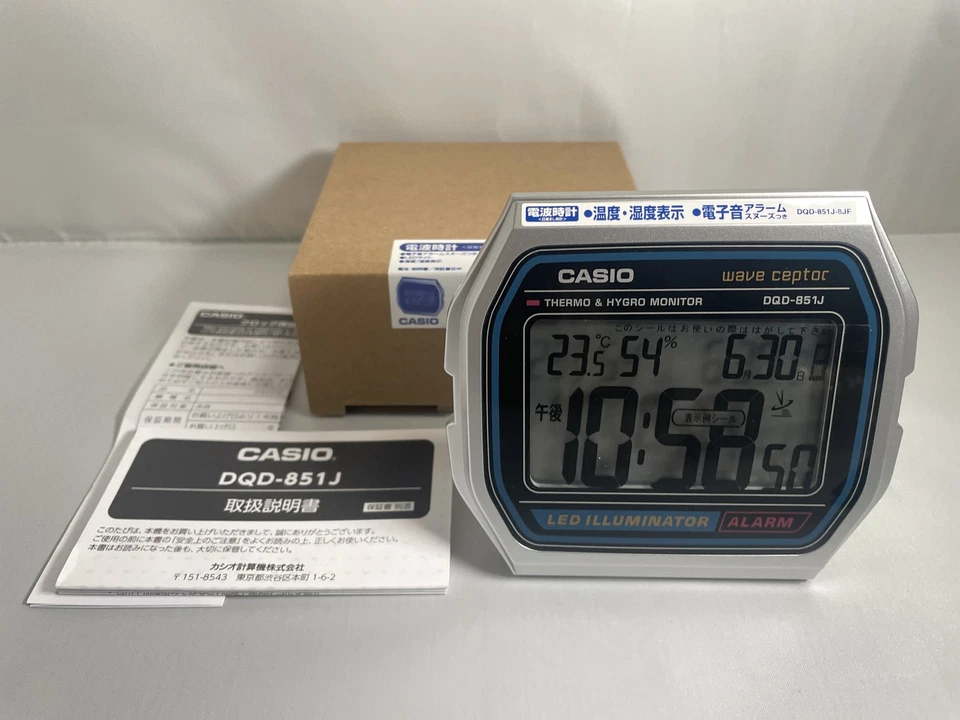 電波時計 ●温度・湿度表示 ●電子音アラーム スヌーズつき DQD-851J-8JF
CASIO wave ceptor
THERMO & HYGRO MONITOR DQD-851J
このシールはお使いの際ははがして下さ
23.5℃ 54% 6月30日
午後 10:58 50
表示例シール
LED ILLUMINATOR ALARM
電波時計
CASIO
CASIO
保証期間
CASIO
DQD-851J
取扱説明書 保証書 別添
このたびは、本機をお買い上げいただきまして、誠にありがとうございます。
ご使用の前に本書の「安全上のご注意」をよくお読みの上、正しくお使いください。
本書はお読みになった後も、大切に保管してください。
カシオ計算機株式会社
〒151-8543 東京都渋谷区本町 1-6-2